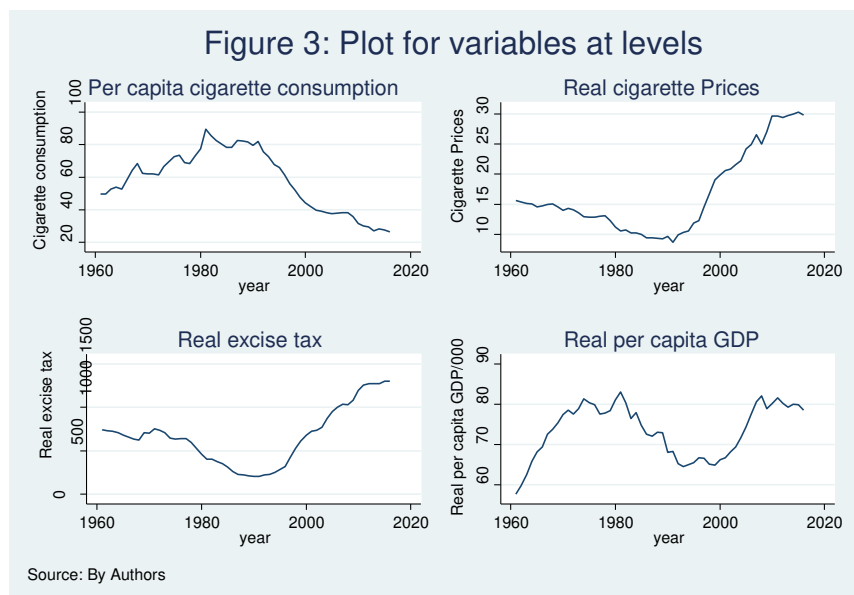 Figure 3: Plot for variables at levels
Per capita cigarette consumption
Cigarette consumption
100
80
60
40
20
1960
1980
2000
2020
year
Real cigarette Prices
Cigarette Prices
30
25
20
15
10
1960
1980
2000
2020
year
Real excise tax
Real excise tax
1500
1000
500
0
1960
1980
2000
2020
year
Real per capita GDP
Real per capita GDP/000
90
80
70
60
1960
1980
2000
2020
year
Source: By Authors